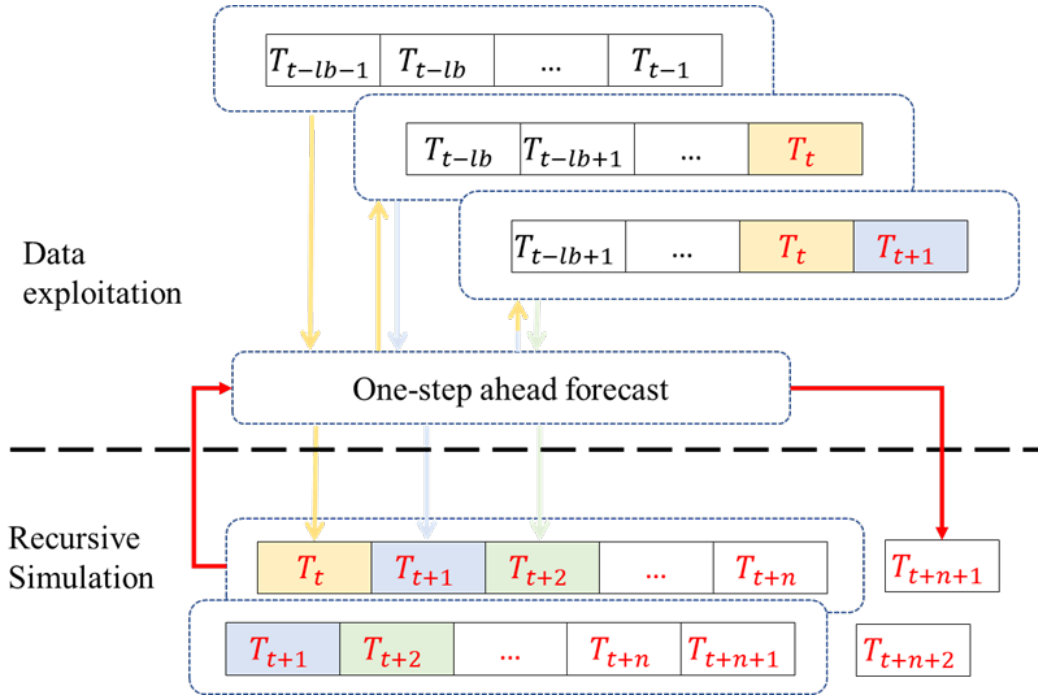 T_{t-lb-1} T_{t-lb} ... T_{t-1}
T_{t-lb} T_{t-lb+1} ... T_t
T_{t-lb+1} ... T_t T_{t+1}
Data
exploitation
One-step ahead forecast
Recursive
Simulation
T_t T_{t+1} T_{t+2} ... T_{t+n} T_{t+n+1}
T_{t+1} T_{t+2} ... T_{t+n} T_{t+n+1} T_{t+n+2}